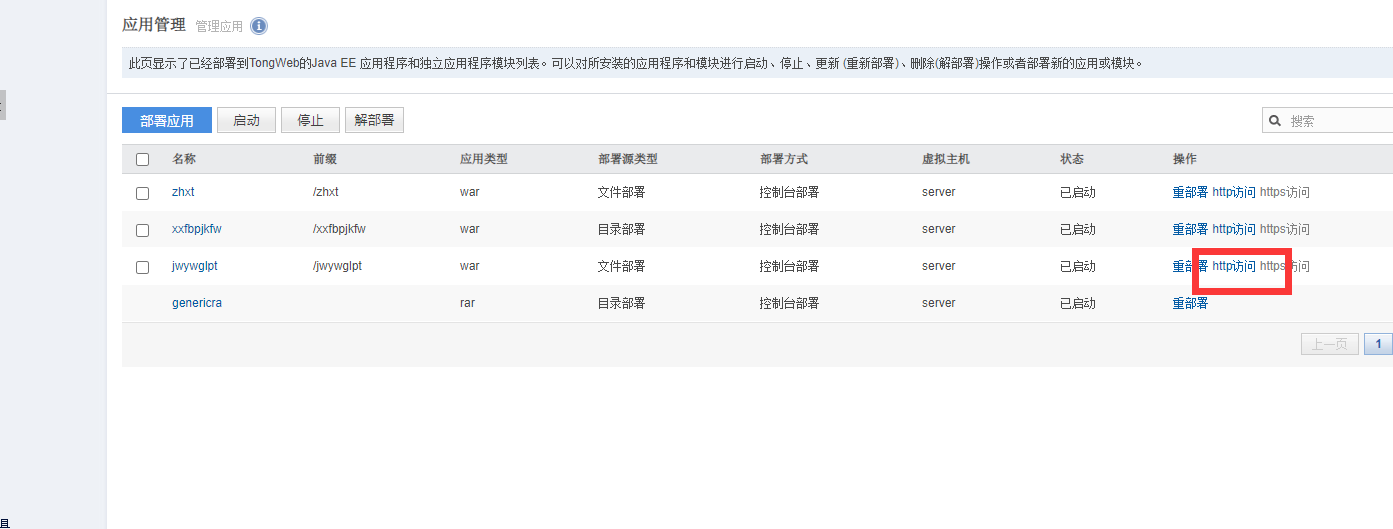 应用管理 管理应用
此页显示了已经部署到TongWeb的Java EE 应用程序和独立应用程序模块列表。可以对所安装的应用程序和模块进行启动、停止、更新 (重新部署)、删除(解部署)操作或者部署新的应用或模块。
部署应用 启动 停止 解部署 搜索
名称 前缀 应用类型 部署源类型 部署方式 虚拟主机 状态 操作
zhxt /zhxt war 文件部署 控制台部署 server 已启动 重部署 http访问 https访问
xxfbpjkfw /xxfbpjkfw war 目录部署 控制台部署 server 已启动 重部署 http访问 https访问
jwywglpt /jwywglpt war 文件部署 控制台部署 server 已启动 重部署 http访问 https访问
genericra rar 目录部署 控制台部署 server 已启动 重部署
上一页 1
具